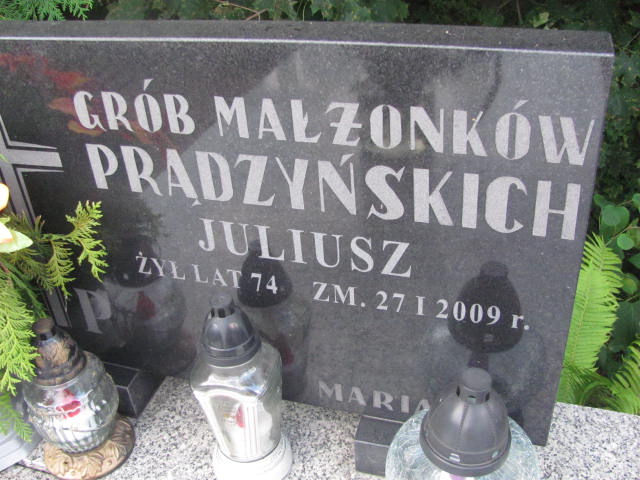 GRÓB MAŁŻONKÓW
PRĄDZYŃSKICH
JULIUSZ
ŻYŁ LAT 74 ZM. 27 I 2009 r.
P
MARIA